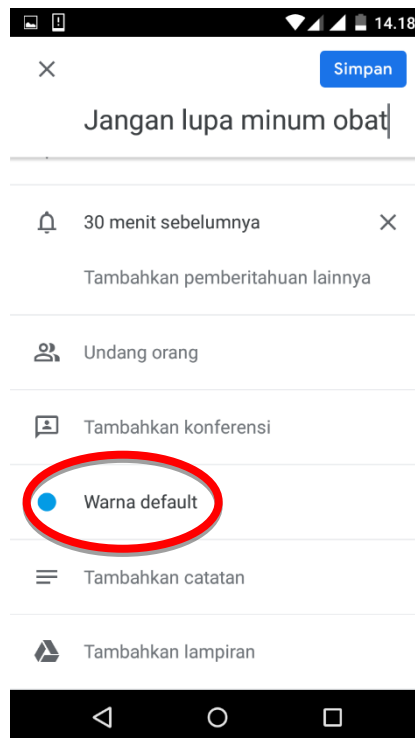 14.18
Simpan
Jangan lupa minum obat
30 menit sebelumnya
Tambahkan pemberitahuan lainnya
Undang orang
Tambahkan konferensi
Warna default
Tambahkan catatan
Tambahkan lampiran